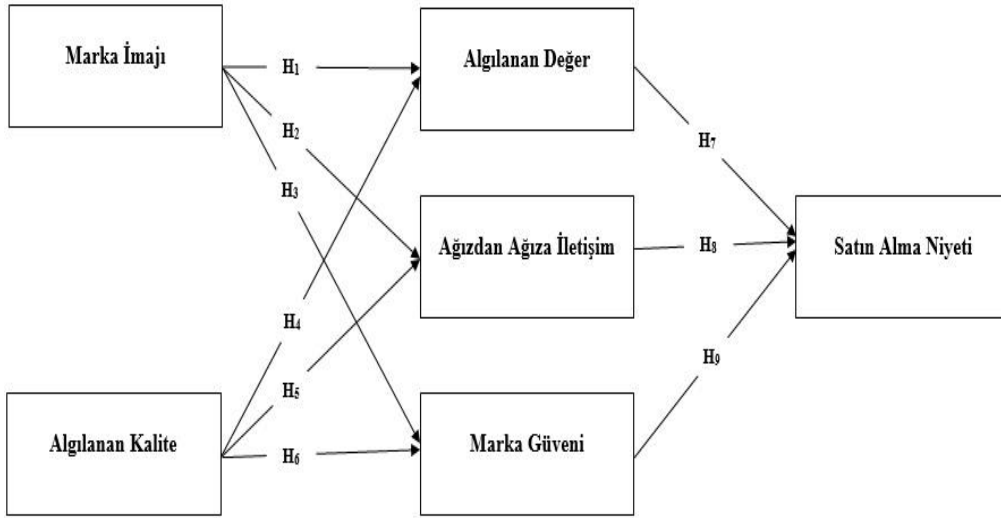 Marka İmajı
Algılanan Değer
H₁
H₂
H₃
H₇
Ağızdan Ağıza İletişim
H₈
Satın Alma Niyeti
H₄
H₅
H₉
Algılanan Kalite
H₆
Marka Güveni